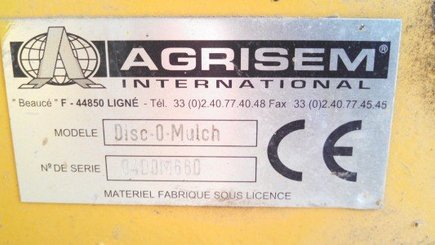 AGRISEM
INTERNATIONAL
" Beaucé " F - 44850 LIGNÉ - Tél. 33 (0)2.40.77.40.48 Fax 33 (0)2.40.77.45.45
MODELE Disc-O-Mulch
N° DE SERIE
CE
MATERIEL FABRIQUE SOUS LICENCE